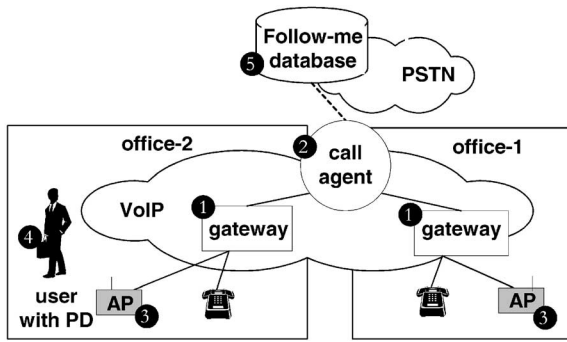 Follow-me
database
5
PSTN
office-2
2
call
agent
office-1
VoIP
1
gateway
1
gateway
4
user
with PD
AP
3
AP
3